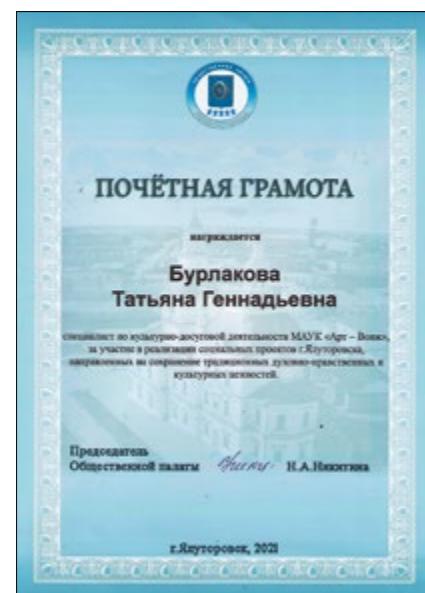 ПОЧЁТНАЯ ГРАМОТА
награждается
Бурлакова
Татьяна Геннадьевна
специалист по культурно-досуговой деятельности МАУК «Арт – Вояж»,
за участие в реализации социальных проектов г.Ялуторовска,
направленных на сохранение традиционных духовно-нравственных и
культурных ценностей.
Председатель
Общественной палаты Н.А.Никитина
г.Ялуторовск, 2021